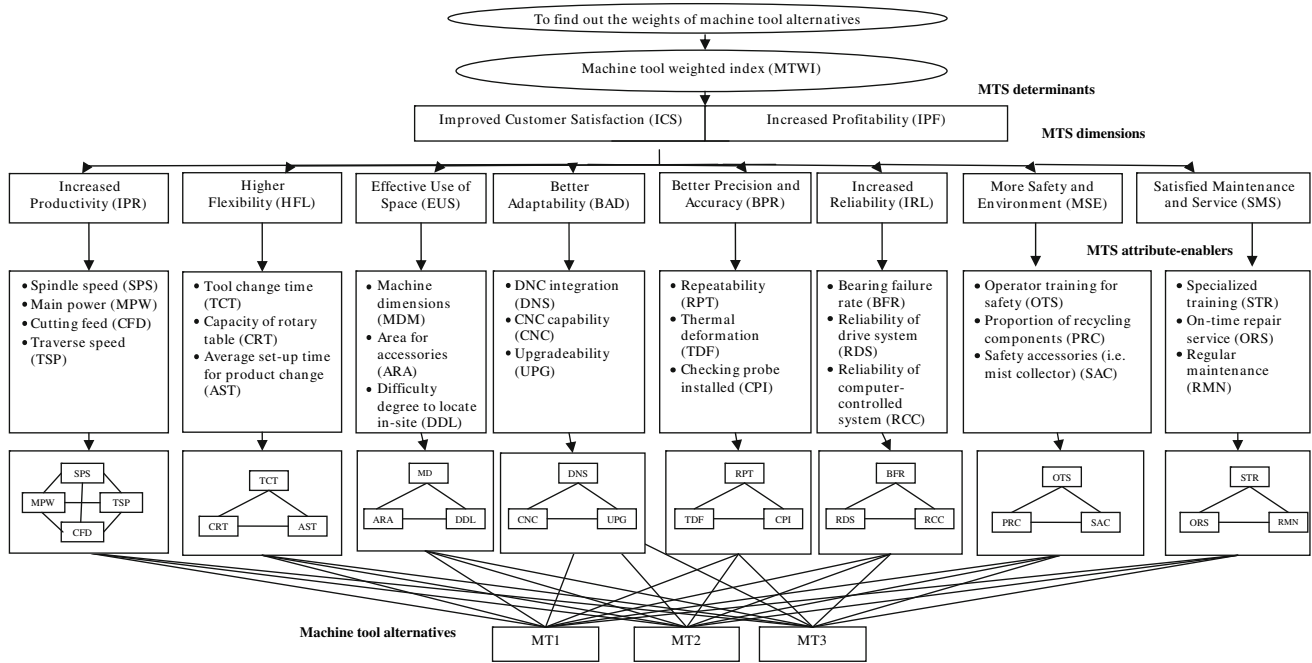 To find out the weights of machine tool alternatives
Machine tool weighted index (MTWI)
MTS determinants
Improved Customer Satisfaction (ICS)
Increased Profitability (IPF)
MTS dimensions
Increased
Productivity (IPR)
Higher
Flexibility (HFL)
Effective Use of
Space (EUS)
Better
Adaptability (BAD)
Better Precision and
Accuracy (BPR)
Increased
Reliability (IRL)
More Safety and
Environment (MSE)
Satisfied Maintenance
and Service (SMS)
MTS attribute-enablers
• Spindle speed (SPS)
• Main power (MPW)
• Cutting feed (CFD)
• Traverse speed
(TSP)
• Tool change time
(TCT)
• Capacity of rotary
table (CRT)
• Average set-up time
for product change
(AST)
• Machine
dimensions
(MDM)
• Area for
accessories
(ARA)
• Difficulty
degree to locate
in-site (DDL)
• DNC integration
(DNS)
• CNC capability
(CNC)
• Upgradeability
(UPG)
• Repeatability
(RPT)
• Thermal
deformation
(TDF)
• Checking probe
installed (CPI)
• Bearing failure
rate (BFR)
• Reliability of
drive system
(RDS)
• Reliability of
computer-
controlled
system (RCC)
• Operator training for
safety (OTS)
• Proportion of recycling
components (PRC)
• Safety accessories (i.e.
mist collector) (SAC)
• Specialized
training (STR)
• On-time repair
service (ORS)
• Regular
maintenance
(RMN)
SPS
MPW
TSP
CFD
TCT
CRT
AST
MD
ARA
DDL
DNS
CNC
UPG
RPT
TDF
CPI
BFR
RDS
RCC
OTS
PRC
SAC
STR
ORS
RMN
Machine tool alternatives
MT1
MT2
MT3